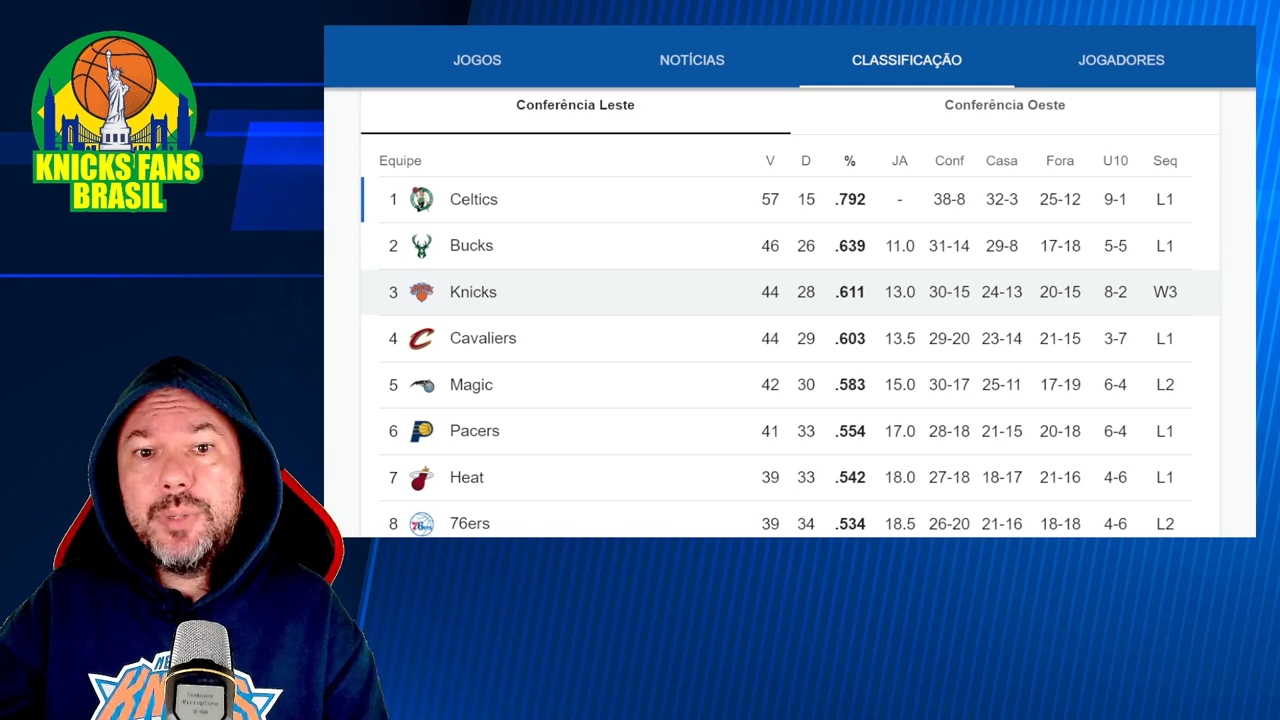 KNICKS FANS
BRASIL
JOGOS NOTÍCIAS CLASSIFICAÇÃO JOGADORES
Conferência Leste Conferência Oeste
Equipe V D % JA Conf Casa Fora U10 Seq
1 Celtics 57 15 .792 - 38-8 32-3 25-12 9-1 L1
2 Bucks 46 26 .639 11.0 31-14 29-8 17-18 5-5 L1
3 Knicks 44 28 .611 13.0 30-15 24-13 20-15 8-2 W3
4 Cavaliers 44 29 .603 13.5 29-20 23-14 21-15 3-7 L1
5 Magic 42 30 .583 15.0 30-17 25-11 17-19 6-4 L2
6 Pacers 41 33 .554 17.0 28-18 21-15 20-18 6-4 L1
7 Heat 39 33 .542 18.0 27-18 18-17 21-16 4-6 L1
8 76ers 39 34 .534 18.5 26-20 21-16 18-18 4-6 L2